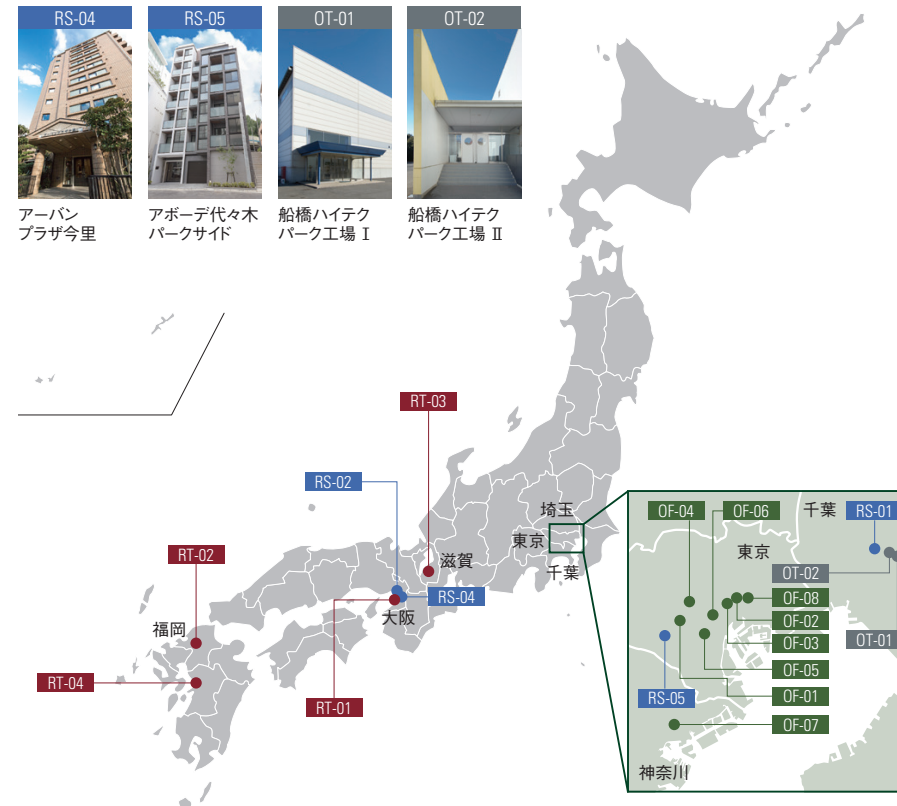 RS-04
RS-05
OT-01
OT-02
アーバン
プラザ今里
アボーデ代々木
パークサイド
船橋ハイテク
パーク工場 I
船橋ハイテク
パーク工場 II
RT-03
RS-02
埼玉
東京
千葉
滋賀
RT-02
RS-04
大阪
福岡
RT-04
RT-01
OF-04
OF-06
千葉
RS-01
東京
OT-02
OF-08
OF-02
OF-03
OT-01
OF-05
RS-05
OF-01
OF-07
神奈川